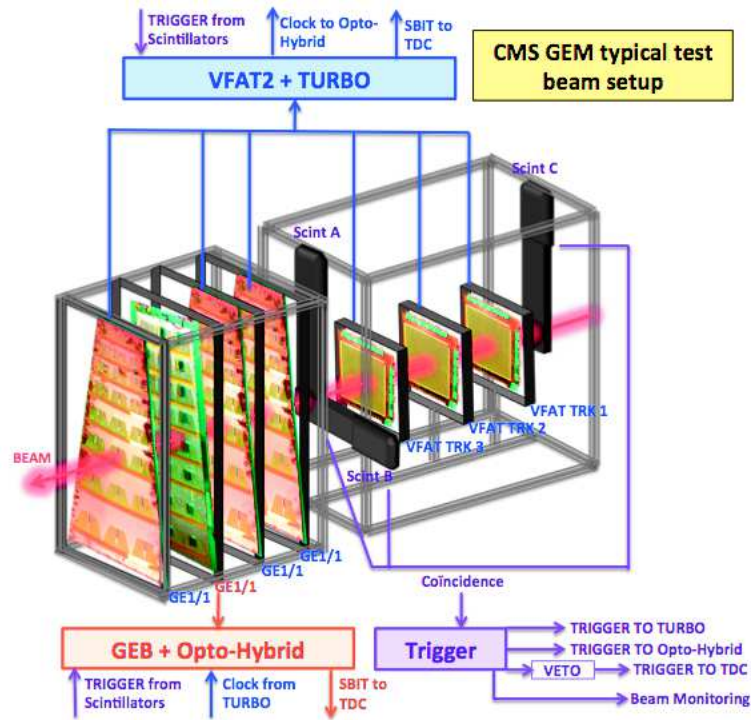 TRIGGER from
Scintillators
Clock to Opto-
Hybrid
SBIT to
TDC
VFAT2 + TURBO
CMS GEM typical test
beam setup
Scint C
Scint A
VFAT TRK 1
VFAT TRK 2
VFAT TRK 3
BEAM
Scint B
GE1/1
GE1/1
GE1/1
GE1/1
Coïncidence
GEB + Opto-Hybrid
TRIGGER from
Scintillators
Clock from
TURBO
SBIT to
TDC
Trigger
TRIGGER TO TURBO
TRIGGER TO Opto-Hybrid
VETO
TRIGGER TO TDC
Beam Monitoring